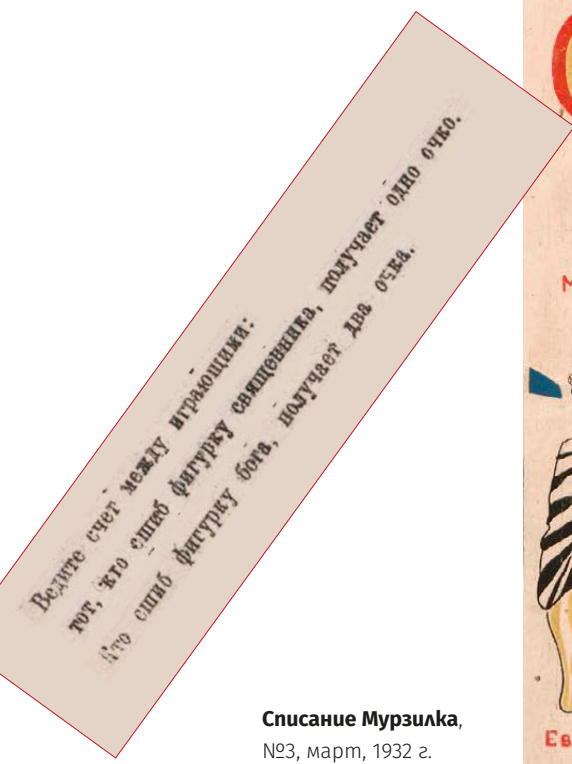 Ведите счет между играющими:
тот, кто сшиб фигурку священника, получает одно очко.
Кто сшиб фигурку бога, получает два очка.
Списание Мурзилка,
№3, март, 1932 г.
М
Ев